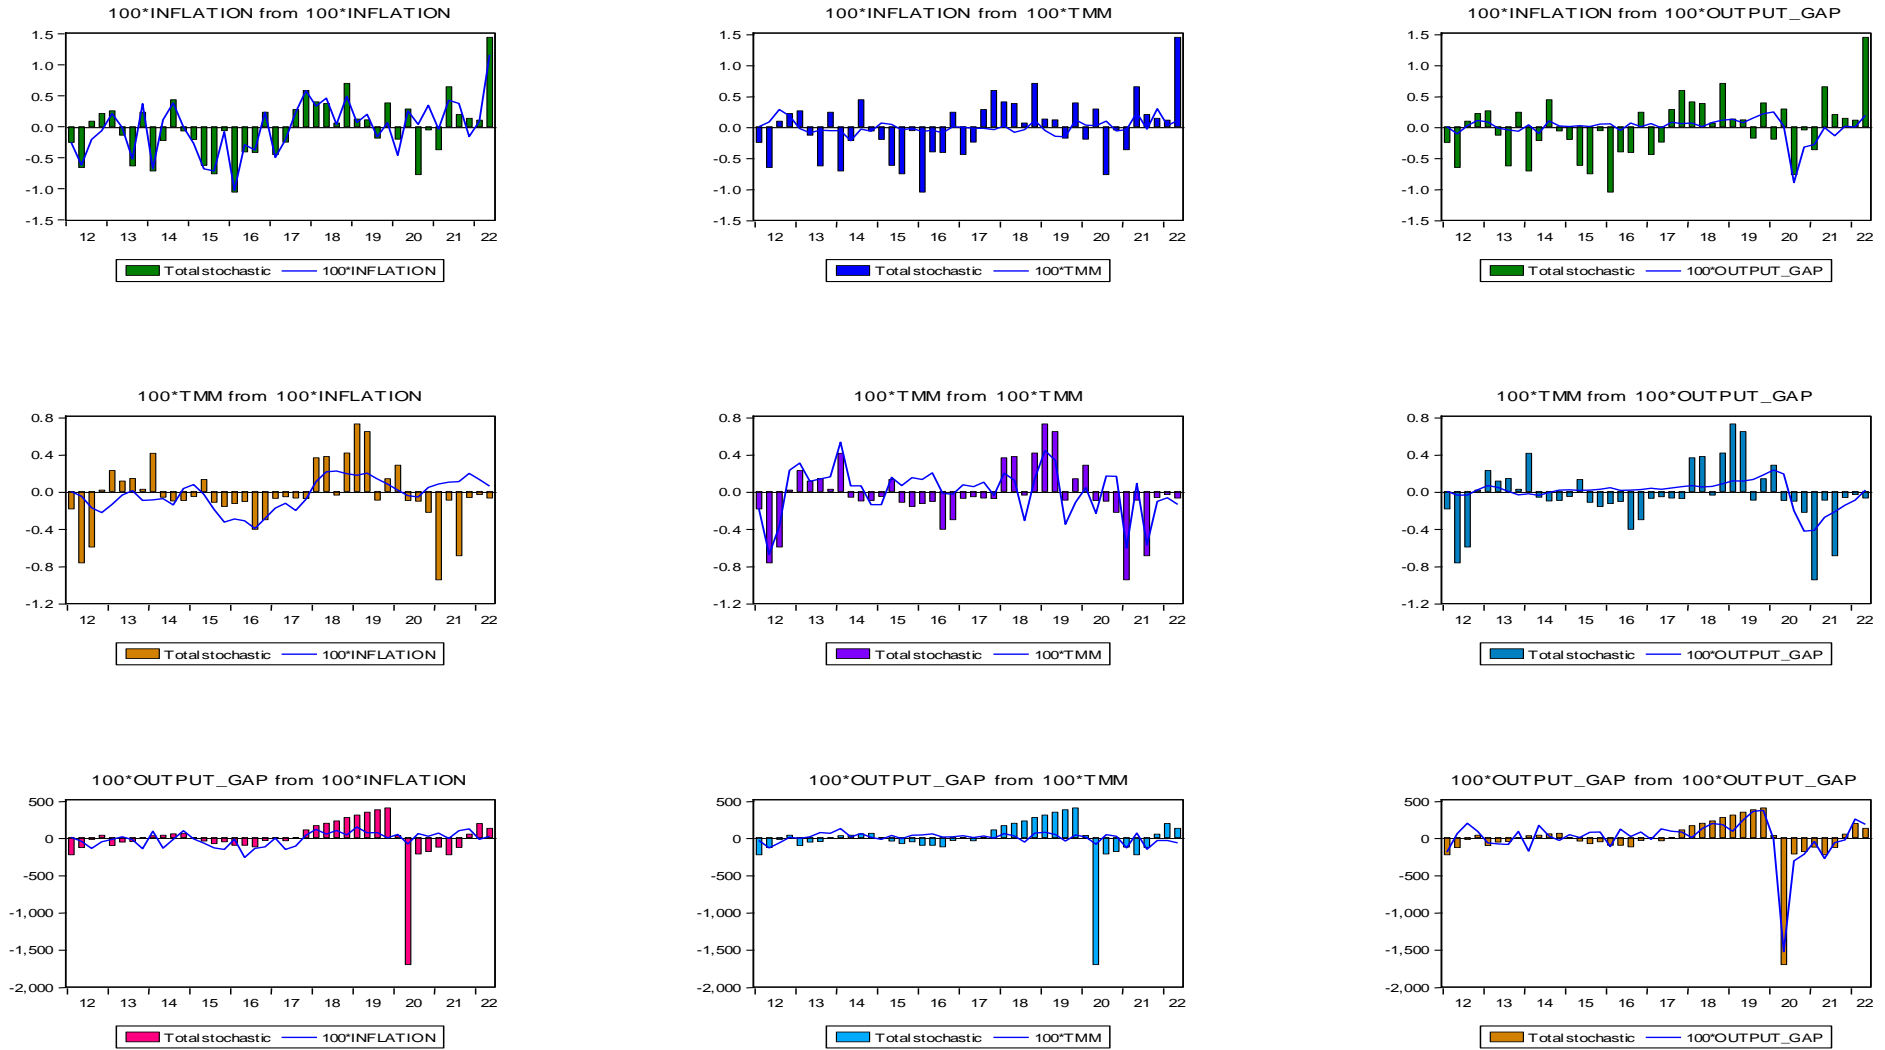 100*INFLATION from 100*INFLATION
1.5
1.0
0.5
0.0
-0.5
-1.0
-1.5
12 13 14 15 16 17 18 19 20 21 22
Total stochastic 100*INFLATION
100*INFLATION from 100*TMM
1.5
1.0
0.5
0.0
-0.5
-1.0
-1.5
12 13 14 15 16 17 18 19 20 21 22
Total stochastic 100*TMM
100*INFLATION from 100*OUTPUT_GAP
1.5
1.0
0.5
0.0
-0.5
-1.0
-1.5
12 13 14 15 16 17 18 19 20 21 22
Total stochastic 100*OUTPUT_GAP
100*TMM from 100*INFLATION
0.8
0.4
0.0
-0.4
-0.8
-1.2
12 13 14 15 16 17 18 19 20 21 22
Total stochastic 100*INFLATION
100*TMM from 100*TMM
0.8
0.4
0.0
-0.4
-0.8
-1.2
12 13 14 15 16 17 18 19 20 21 22
Total stochastic 100*TMM
100*TMM from 100*OUTPUT_GAP
0.8
0.4
0.0
-0.4
-0.8
-1.2
12 13 14 15 16 17 18 19 20 21 22
Total stochastic 100*OUTPUT_GAP
100*OUTPUT_GAP from 100*INFLATION
500
0
-500
-1,000
-1,500
-2,000
12 13 14 15 16 17 18 19 20 21 22
Total stochastic 100*INFLATION
100*OUTPUT_GAP from 100*TMM
500
0
-500
-1,000
-1,500
-2,000
12 13 14 15 16 17 18 19 20 21 22
Total stochastic 100*TMM
100*OUTPUT_GAP from 100*OUTPUT_GAP
500
0
-500
-1,000
-1,500
-2,000
12 13 14 15 16 17 18 19 20 21 22
Total stochastic 100*OUTPUT_GAP